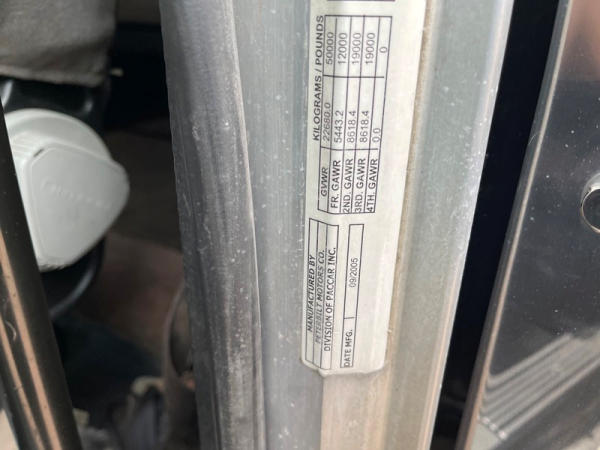 MANUFACTURED BY
PETERBILT MOTORS CO.
DIVISION OF PACCAR INC.
DATE MFG. 09/2005
KILOGRAMS / POUNDS
GVWR 22680.0 50000
FR. GAWR 5443.2 12000
2ND. GAWR 8618.4 19000
3RD. GAWR 8618.4 19000
4TH. GAWR 0.0 0